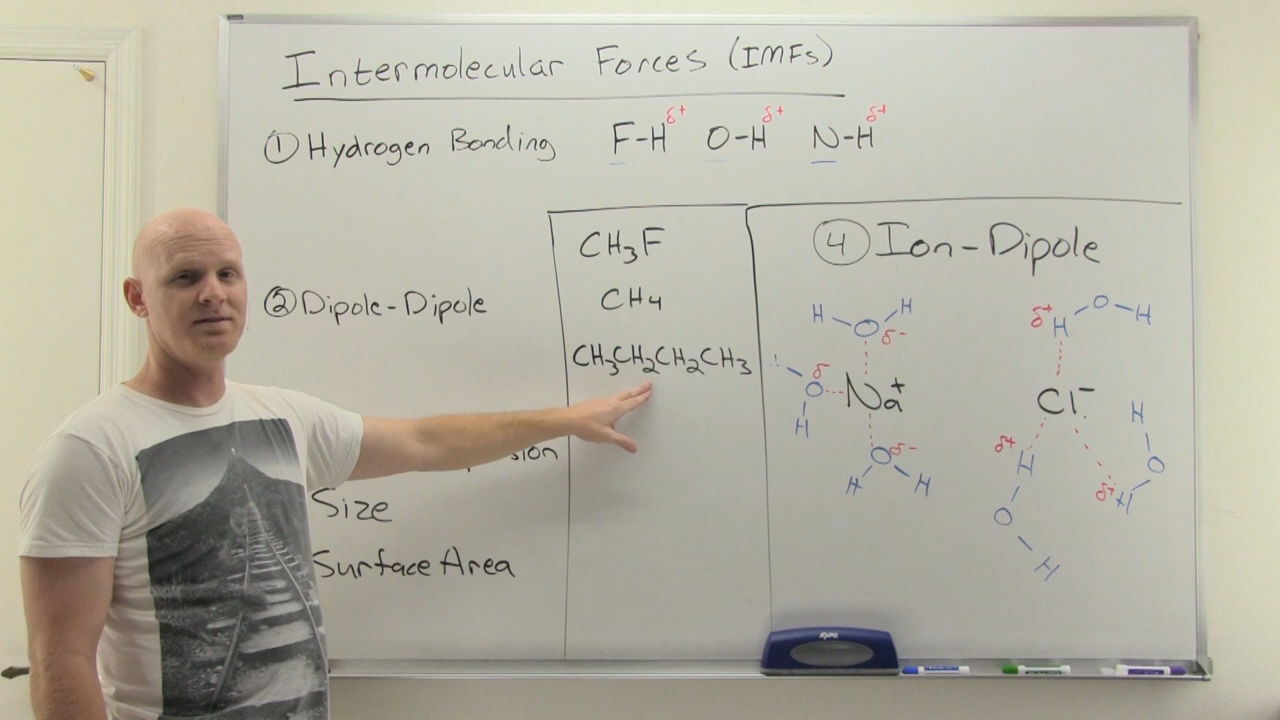 Intermolecular Forces (IMFs)
① Hydrogen Bonding F-H δ+ O-H δ+ N-H δ+
② Dipole-Dipole
Size
Surface Area
CH₃F
CH₄
CH₃CH₂CH₂CH₃
④ Ion-Dipole
H O H δ-
O δ- H
Na+
O δ- H H
δ+ H O H
Cl-
δ+ H O H
δ+ H O H
EXPO